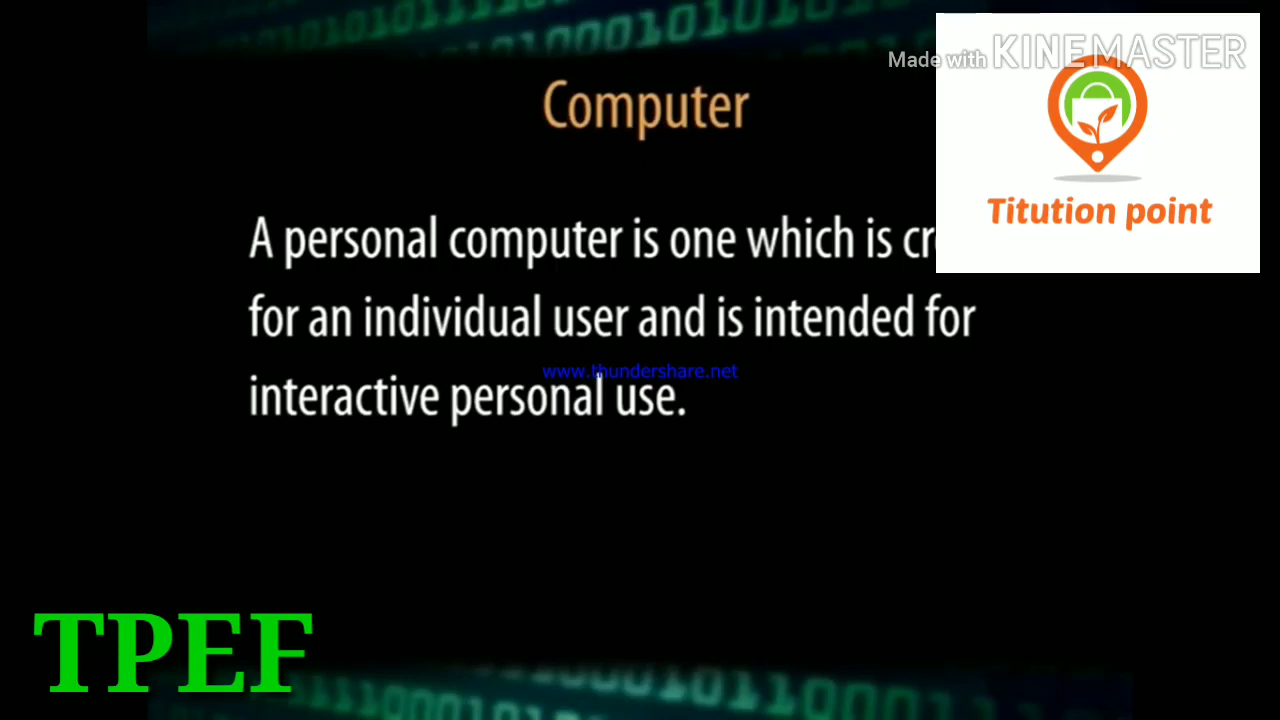 Computer
Made with KINEMASTER
Titution point
A personal computer is one which is
for an individual user and is intended for
www.thundershare.net
interactive personal use.
TPEF